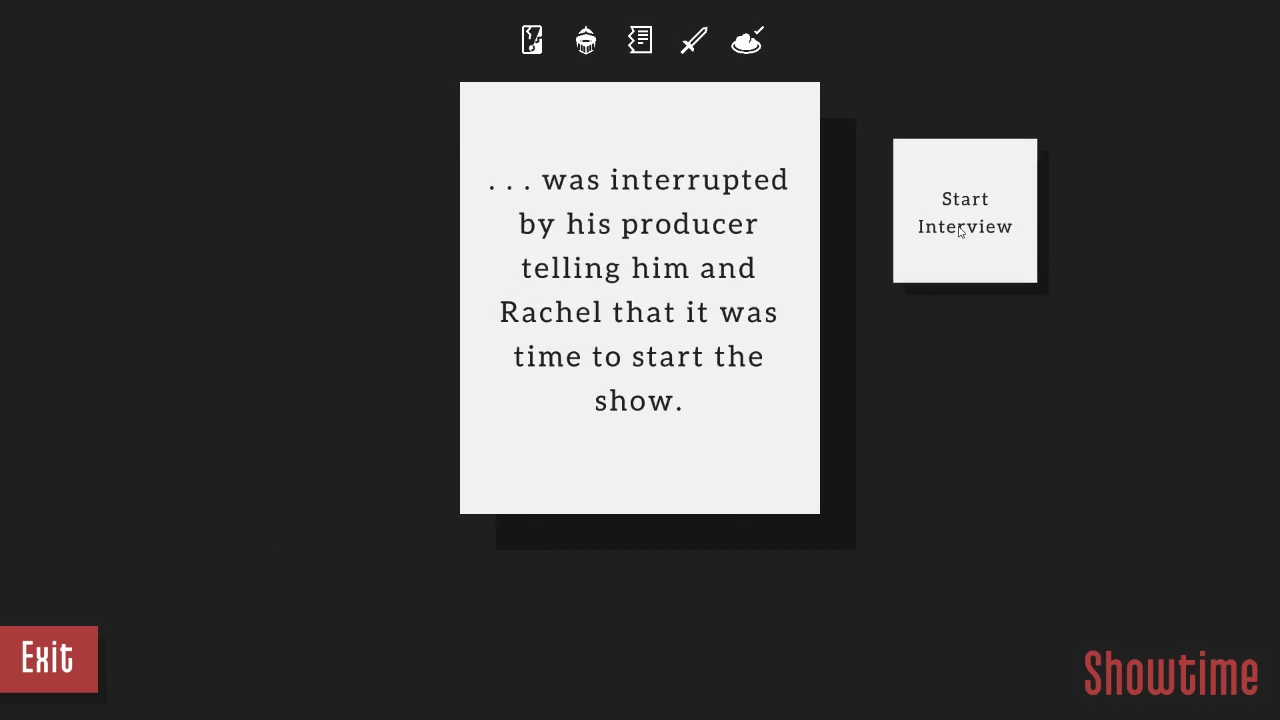 . . . was interrupted
by his producer
telling him and
Rachel that it was
time to start the
show.
Start
Interview
Exit
Showtime